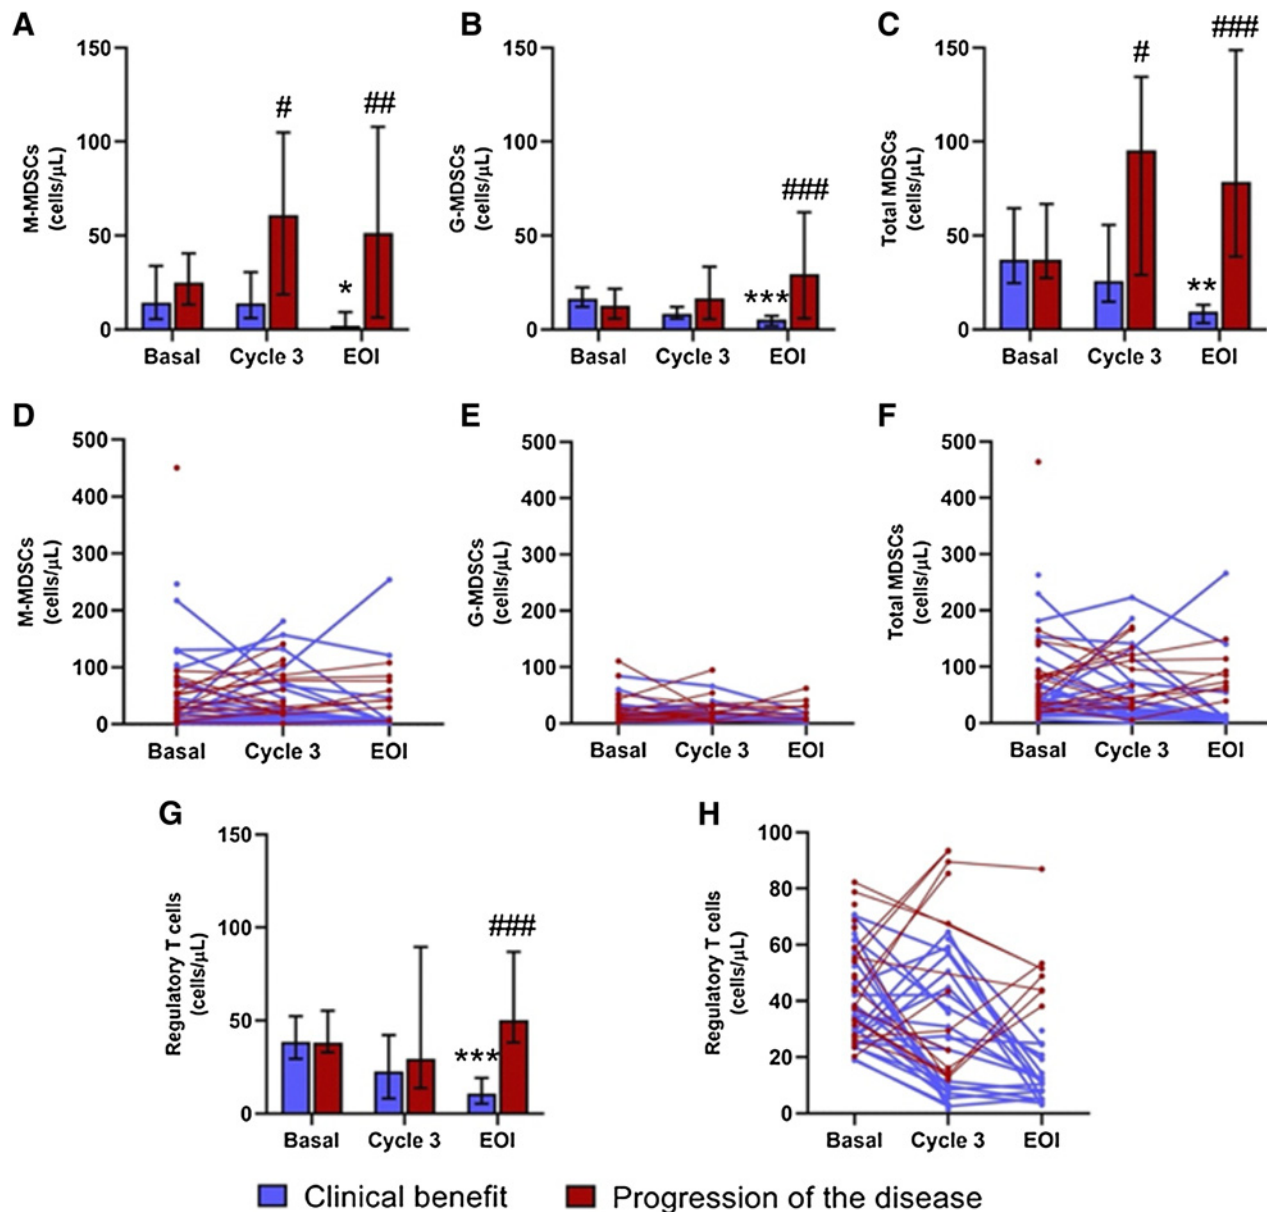 A
B
C
150
100
50
0
M-MDSCs
(cells/μL)
#
##
*
Basal
Cycle 3
EOI
150
100
50
0
G-MDSCs
(cells/μL)
***
###
Basal
Cycle 3
EOI
150
100
50
0
Total MDSCs
(cells/μL)
#
###
**
Basal
Cycle 3
EOI
D
E
F
500
400
300
200
100
0
M-MDSCs
(cells/μL)
Basal
Cycle 3
EOI
500
400
300
200
100
0
G-MDSCs
(cells/μL)
Basal
Cycle 3
EOI
500
400
300
200
100
0
Total MDSCs
(cells/μL)
Basal
Cycle 3
EOI
G
H
150
100
50
0
Regulatory T cells
(cells/μL)
***
###
Basal
Cycle 3
EOI
100
80
60
40
20
0
Regulatory T cells
(cells/μL)
Basal
Cycle 3
EOI
Clinical benefit
Progression of the disease